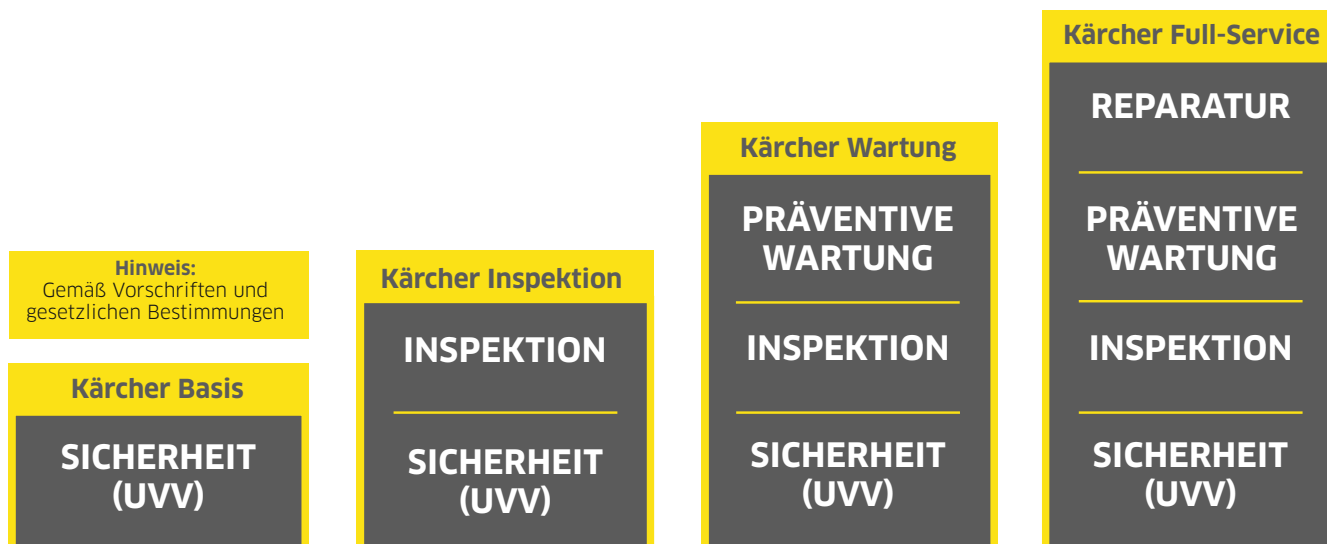 Hinweis:
Gemäß Vorschriften und
gesetzlichen Bestimmungen
Kärcher Basis
SICHERHEIT
(UVV)
Kärcher Inspektion
INSPEKTION
SICHERHEIT
(UVV)
Kärcher Wartung
PRÄVENTIVE
WARTUNG
INSPEKTION
SICHERHEIT
(UVV)
Kärcher Full-Service
REPARATUR
PRÄVENTIVE
WARTUNG
INSPEKTION
SICHERHEIT
(UVV)